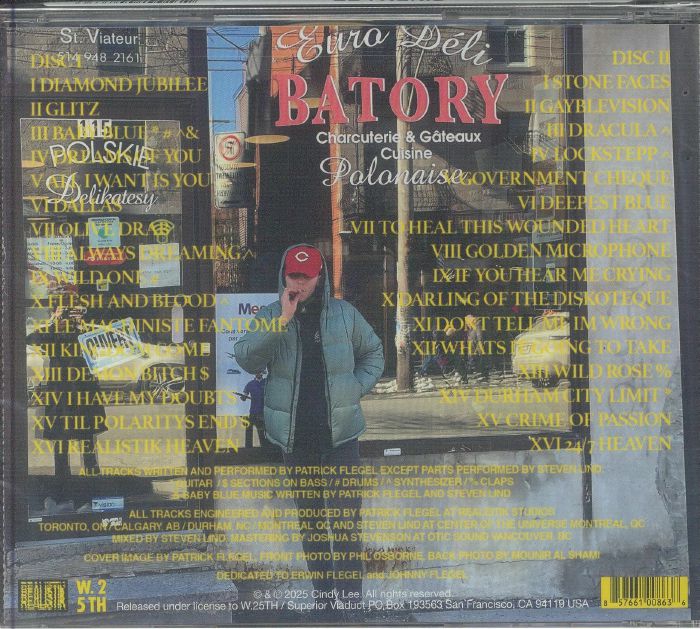 St. Viateur
514 948 2161
Euro Déli
BATORY
Charcuterie & Gâteaux
Cuisine
Polonaise
115
POLSKIE
Delikatesy
DISC I
I DIAMOND JUBILEE
II GLITZ
III BABY BLUE * # ^ &
IV DREAMS OF YOU
V ALL I WANT IS YOU
VI DALLAS
VII OLIVE DRAB
VIII ALWAYS DREAMING ^
IX WILD ONE
X FLESH AND BLOOD ^
XI LE MACHINISTE FANTOME
XII KINGDOM COME
XIII DEMON BITCH $
XIV I HAVE MY DOUBTS
XV TIL POLARITYS END $
XVI REALISTIK HEAVEN
DISC II
I STONE FACES
II GAYBLEVISION
III DRACULA ^
IV LOCKSTEPP
GOVERNMENT CHEQUE
VI DEEPEST BLUE
VII TO HEAL THIS WOUNDED HEART
VIII GOLDEN MICROPHONE
IX IF YOU HEAR ME CRYING
X DARLING OF THE DISKOTEQUE
XI DON'T TELL ME IM WRONG
XII WHATS IT GOING TO TAKE
XIII WILD ROSE %
XIV DURHAM CITY LIMIT *
XV CRIME OF PASSION
XVI 24/7 HEAVEN
ALL TRACKS WRITTEN AND PERFORMED BY PATRICK FLEGEL EXCEPT PARTS PERFORMED BY STEVEN LIND:
GUITAR / $ SECTIONS ON BASS / # DRUMS / ^ SYNTHESIZER / % CLAPS
& BABY BLUE MUSIC WRITTEN BY PATRICK FLEGEL AND STEVEN LIND
ALL TRACKS ENGINEERED AND PRODUCED BY PATRICK FLEGEL AT REALISTIK STUDIOS
TORONTO, ON / CALGARY, AB / DURHAM, NC / MONTREAL QC AND STEVEN LIND AT CENTER OF THE UNIVERSE MONTREAL, QC
MIXED BY STEVEN LIND. MASTERING BY JOSHUA STEVENSON AT OTIC SOUND VANCOUVER, BC
COVER IMAGE BY PATRICK FLEGEL, FRONT PHOTO BY PHIL OSBORNE, BACK PHOTO BY MOUNIR AL SHAMI
DEDICATED TO ERWIN FLEGEL and JOHNNY FLEGEL
REALISTIK
W. 2
5TH
℗ & © 2025 Cindy Lee. All rights reserved.
Released under license to W.25TH / Superior Viaduct PO Box 193563 San Francisco, CA 94119 USA
8 57661 00863 6